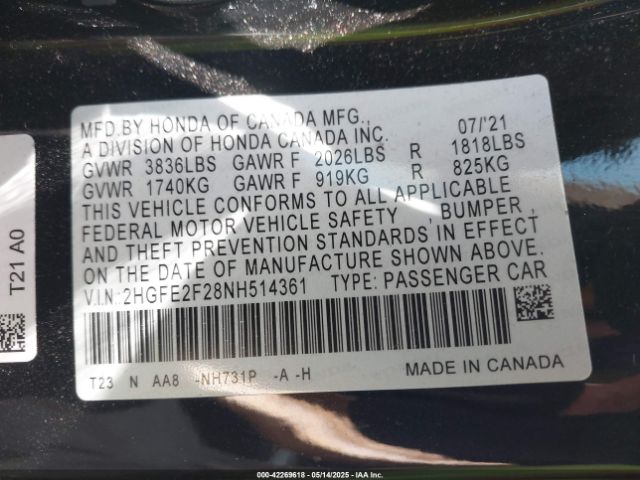 MFD.BY HONDA OF CANADA MFG., 07/'21
A DIVISION OF HONDA CANADA INC.
GVWR 3836LBS GAWR F 2026LBS R 1818LBS
GVWR 1740KG GAWR F 919KG R 825KG
THIS VEHICLE CONFORMS TO ALL APPLICABLE
FEDERAL MOTOR VEHICLE SAFETY BUMPER
AND THEFT PREVENTION STANDARDS IN EFFECT
ON THE DATE OF MANUFACTURE SHOWN ABOVE.
V.I.N: 2HGFE2F28NH514361 TYPE: PASSENGER CAR
T23 N AA8 -NH731P -A -H MADE IN CANADA
T21 A0
000-42269618 - 05/14/2025 - IAA Inc.